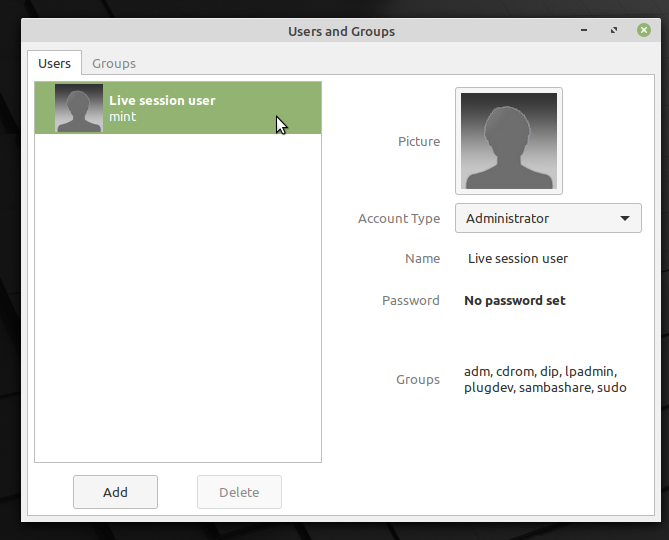 Users and Groups
Users
Groups
Live session user
mint
Picture
Account Type
Administrator
Name
Live session user
Password
No password set
Groups
adm, cdrom, dip, lpadmin,
plugdev, sambashare, sudo
Add
Delete